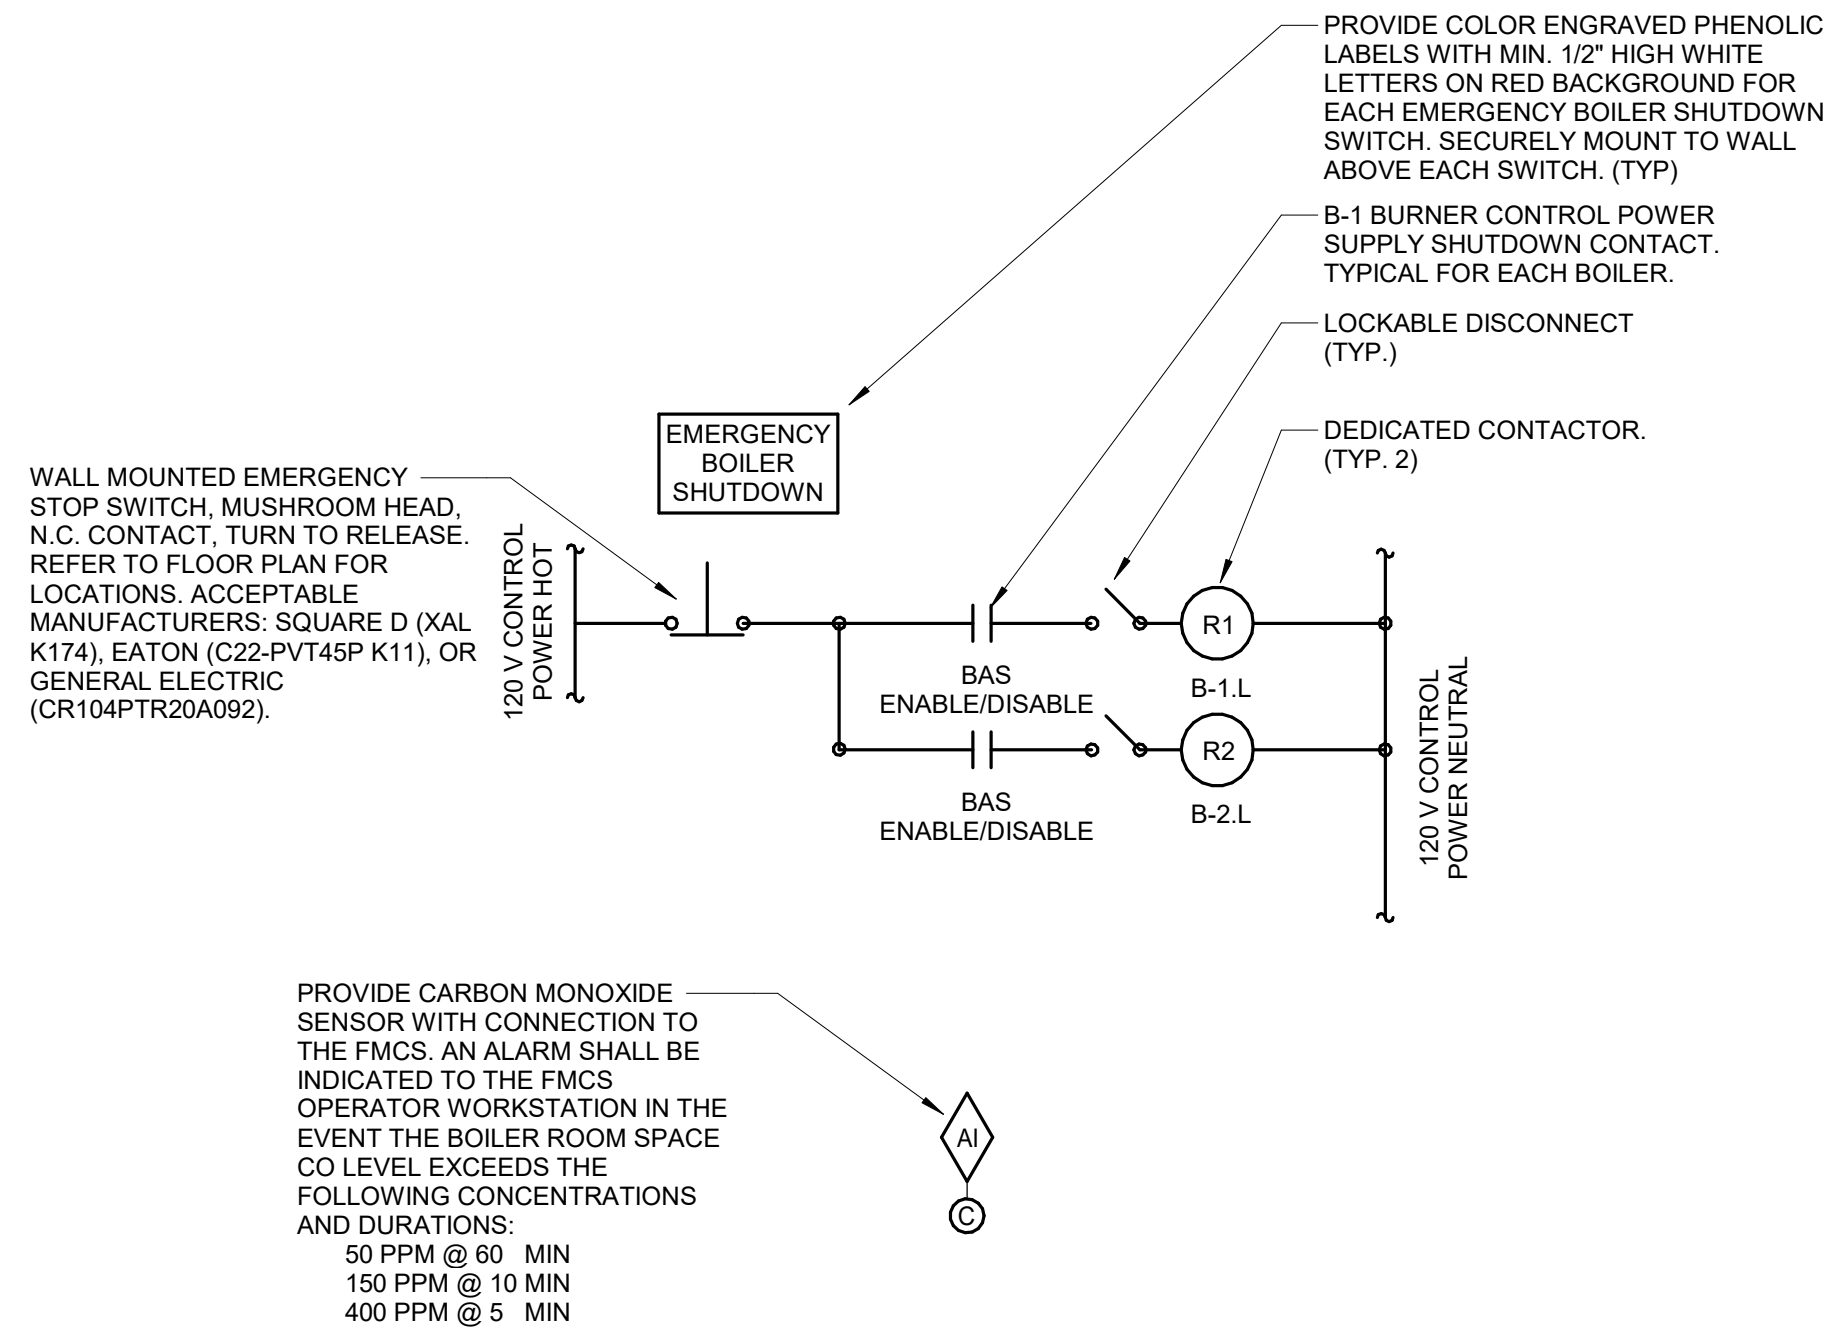 PROVIDE COLOR ENGRAVED PHENOLIC
LABELS WITH MIN. 1/2" HIGH WHITE
LETTERS ON RED BACKGROUND FOR
EACH EMERGENCY BOILER SHUTDOWN
SWITCH. SECURELY MOUNT TO WALL
ABOVE EACH SWITCH. (TYP)
B-1 BURNER CONTROL POWER
SUPPLY SHUTDOWN CONTACT.
TYPICAL FOR EACH BOILER.
LOCKABLE DISCONNECT
(TYP.)
DEDICATED CONTACTOR.
(TYP. 2)
EMERGENCY
BOILER
SHUTDOWN
WALL MOUNTED EMERGENCY
STOP SWITCH, MUSHROOM HEAD,
N.C. CONTACT, TURN TO RELEASE.
REFER TO FLOOR PLAN FOR
LOCATIONS. ACCEPTABLE
MANUFACTURERS: SQUARE D (XAL
K174), EATON (C22-PVT45P K11), OR
GENERAL ELECTRIC
(CR104PTR20A092).
120 V CONTROL
POWER HOT
R1
BAS
ENABLE/DISABLE
B-1.L
R2
BAS
ENABLE/DISABLE
B-2.L
120 V CONTROL
POWER NEUTRAL
PROVIDE CARBON MONOXIDE
SENSOR WITH CONNECTION TO
THE FMCS. AN ALARM SHALL BE
INDICATED TO THE FMCS
OPERATOR WORKSTATION IN THE
EVENT THE BOILER ROOM SPACE
CO LEVEL EXCEEDS THE
FOLLOWING CONCENTRATIONS
AND DURATIONS:
50 PPM @ 60 MIN
150 PPM @ 10 MIN
400 PPM @ 5 MIN
AI
C